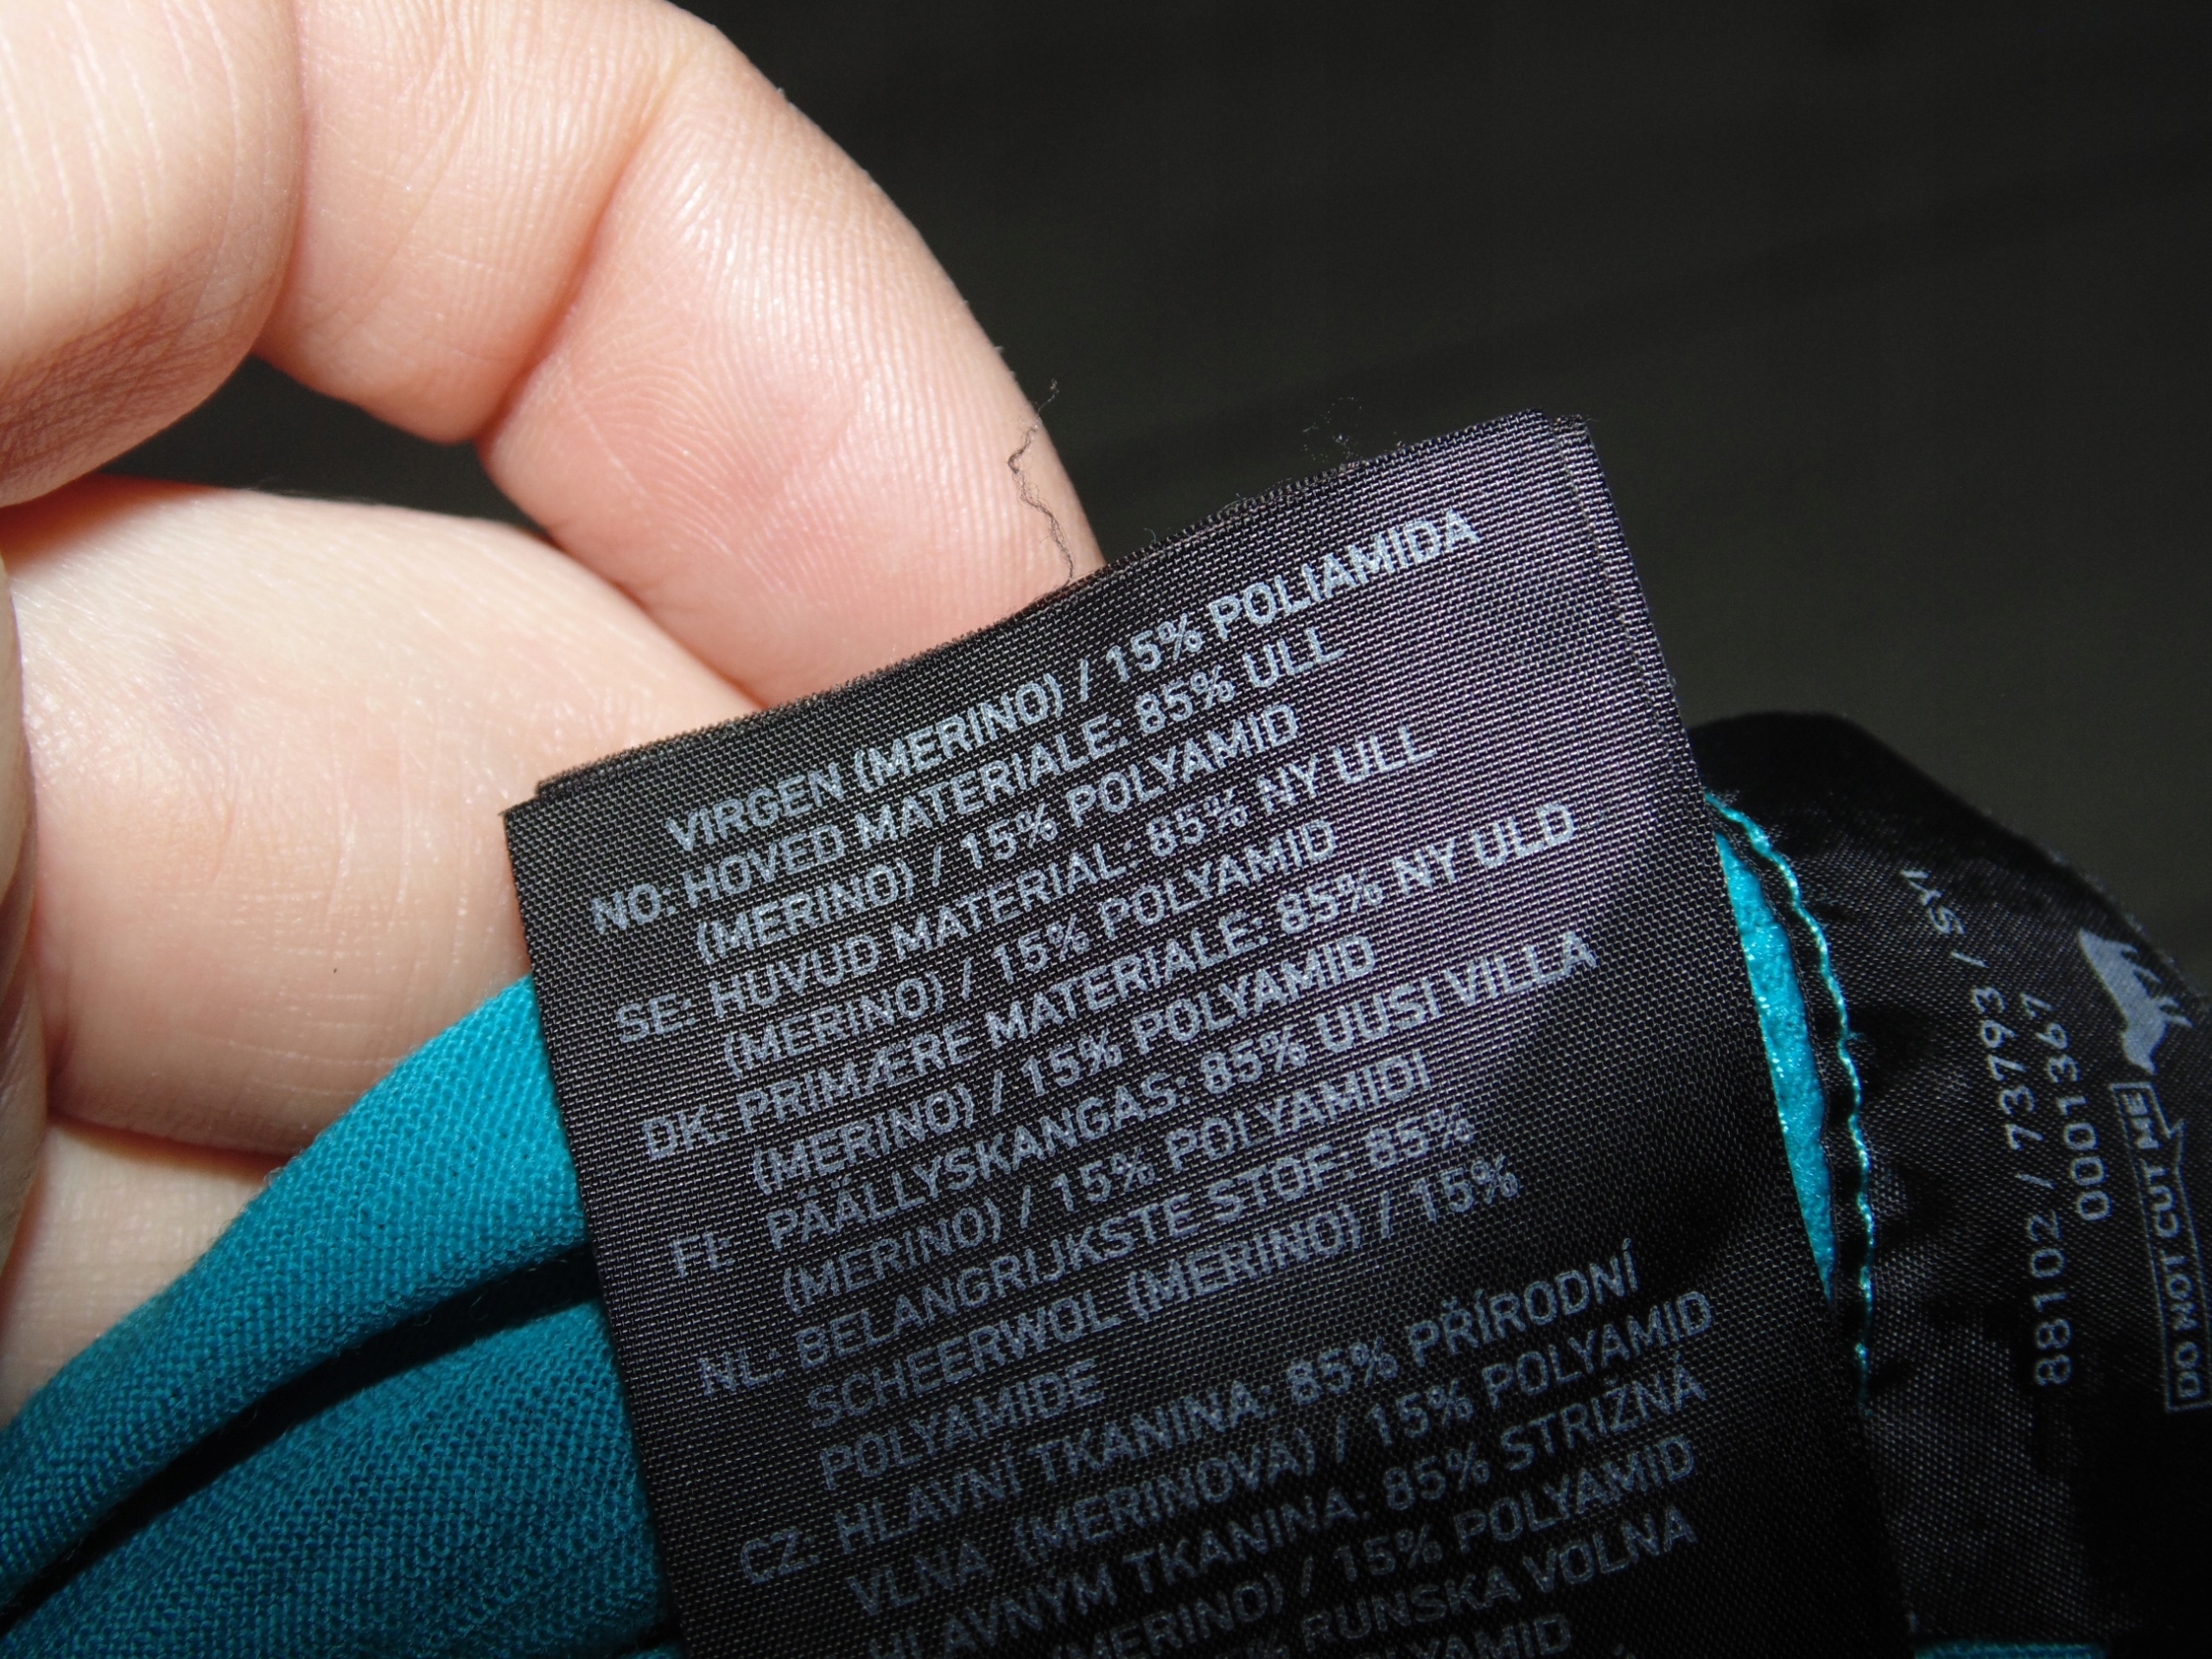 VIRGEN (MERINO) / 15% POLIAMIDA
NO: HOVED MATERIALE: 85% ULL
(MERINO) / 15% POLYAMID
SE: HUVUD MATERIAL: 85% NY ULL
(MERINO) / 15% POLYAMID
DK: PRIMÆRE MATERIALE: 85% NY ULD
(MERINO) / 15% POLYAMID
FI: PÄÄLLYSKANGAS: 85% UUSI VILLA
(MERINO) / 15% POLYAMIDI
NL: BELANGRIJKSTE STOF: 85%
SCHEERWOL (MERINO) / 15%
POLYAMIDE
CZ: HLAVNÍ TKANINA: 85% PŘÍRODNÍ
VLNA (MERINOVA) / 15% POLYAMID
HLAVNÝM TKANINA: 85% STRIŽNÁ
(MERINO) / 15% POLYAMID
% RUNSKA VOLNA
POLYAMID
88102 / 73793 / SYI
0001367
DO NOT CUT ME